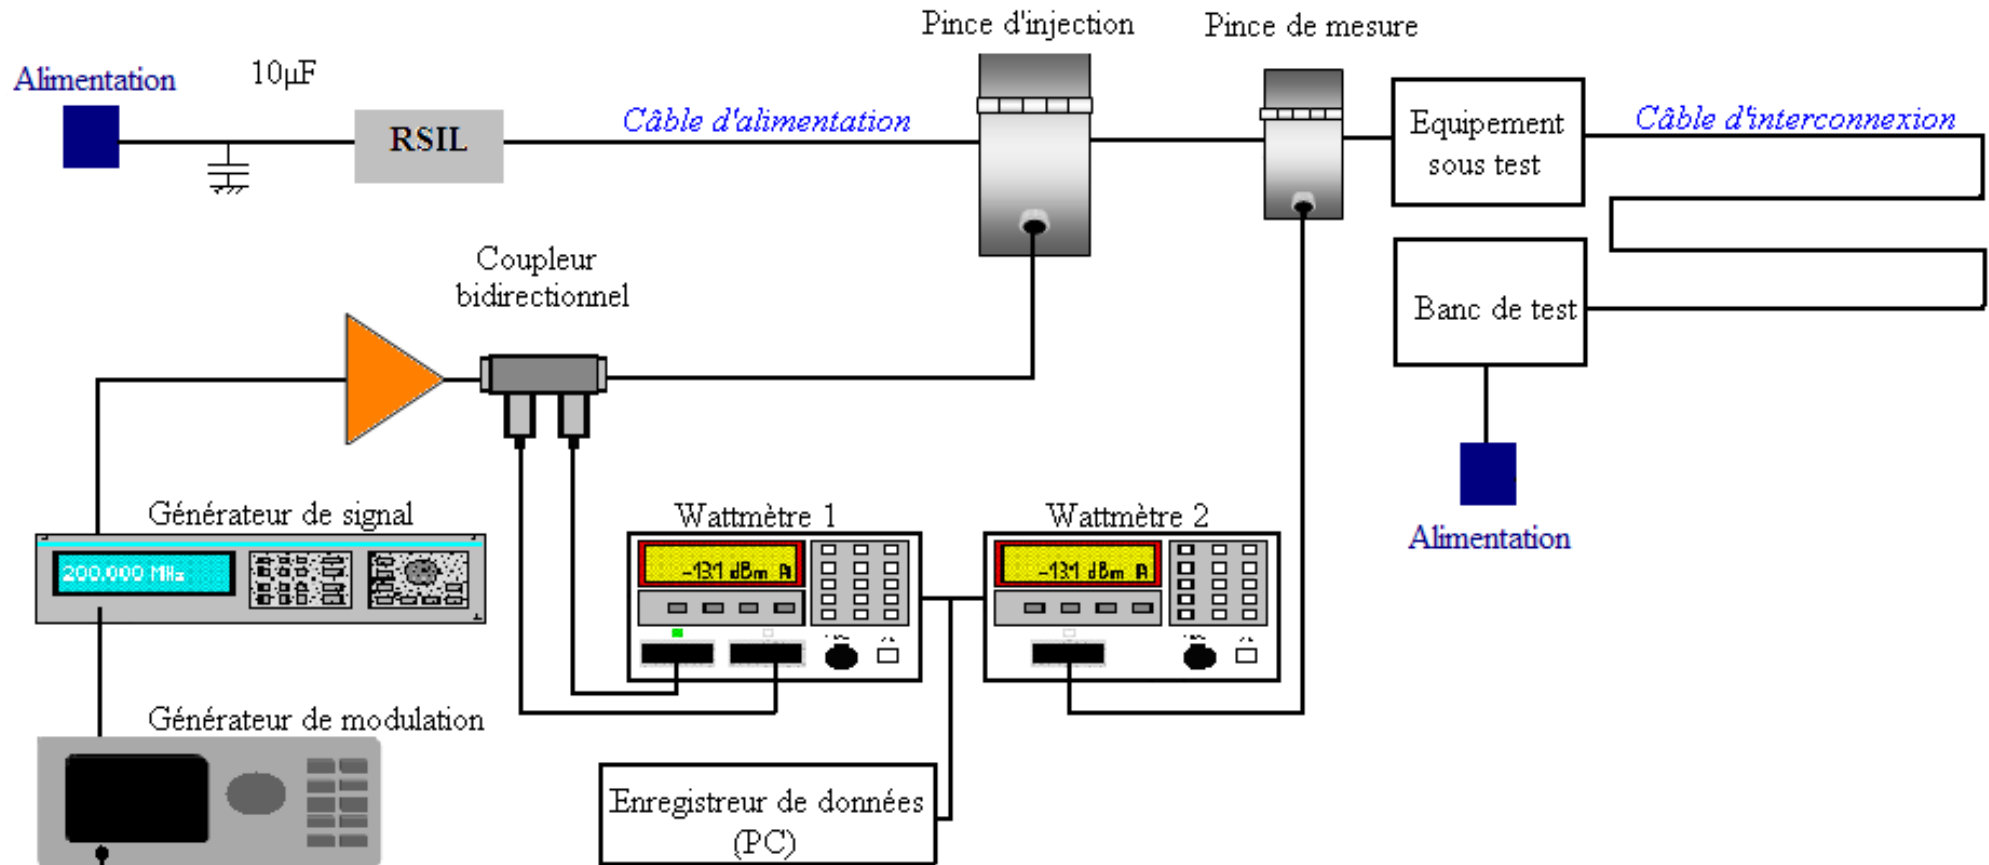 Pince d'injection
Pince de mesure
Alimentation
10µF
RSIL
Câble d'alimentation
Equipement
sous test
Câble d'interconnexion
Coupleur
bidirectionnel
Banc de test
Générateur de signal
200.000 MHz
Wattmètre 1
-13.1 dBm A
Wattmètre 2
-13.1 dBm A
Alimentation
Générateur de modulation
Enregistreur de données
(PC)